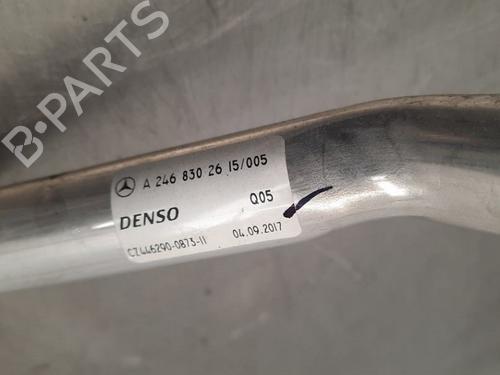 B-PARTS
A 246 830 26 15/005
DENSO Q05
CZ446290-0873-11 04.09.2017